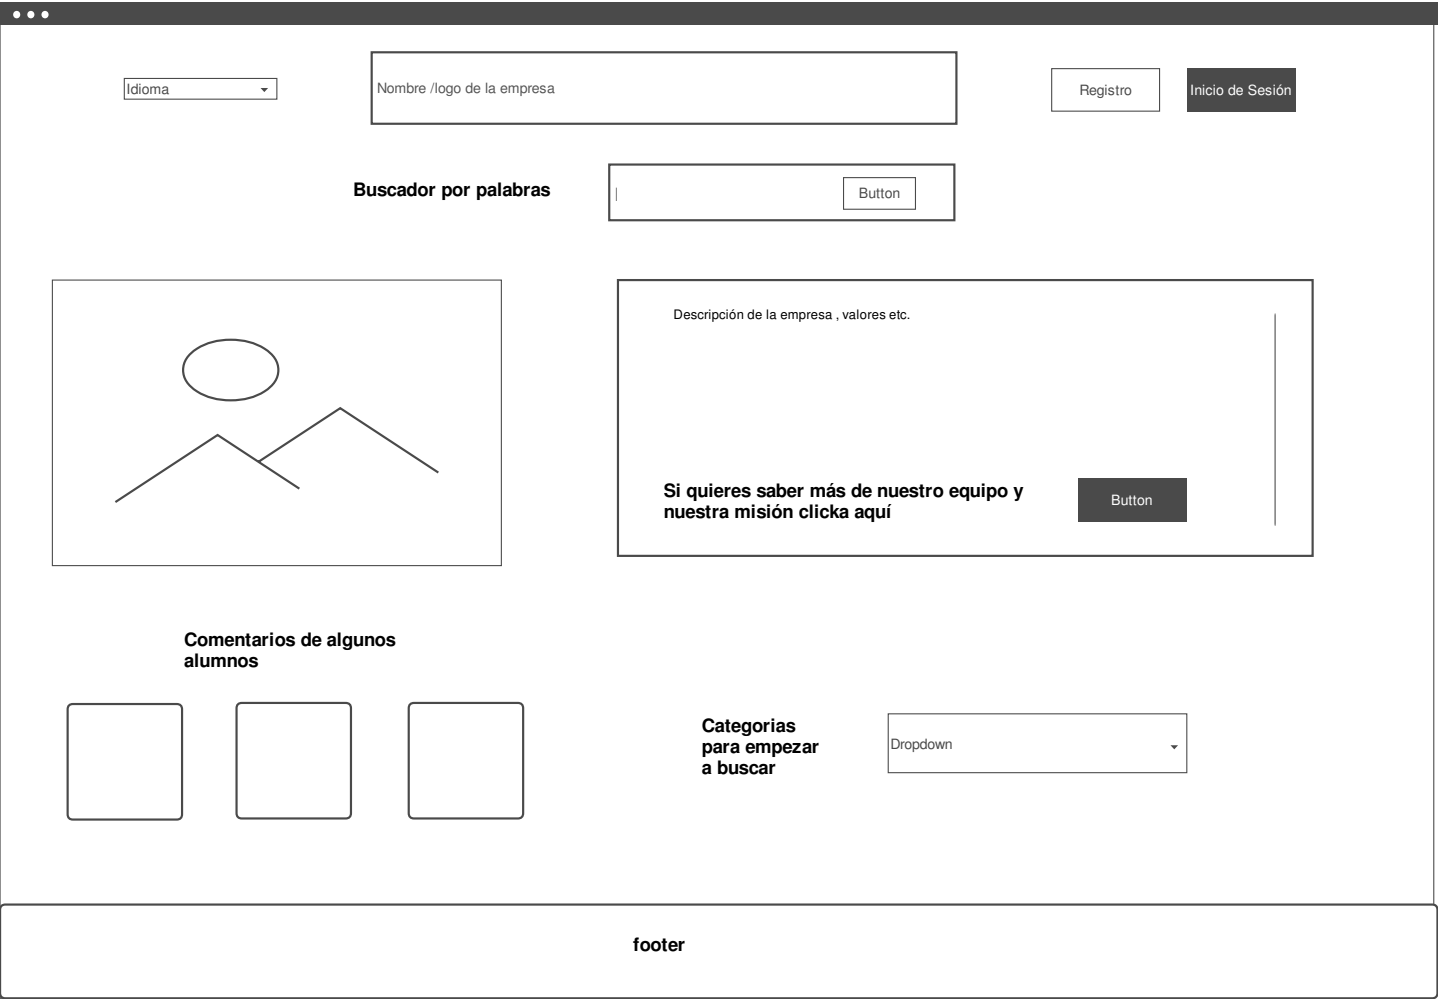 Idioma
Nombre /logo de la empresa
Registro
Inicio de Sesión
Buscador por palabras
Button
Descripción de la empresa , valores etc.
Si quieres saber más de nuestro equipo y
nuestra misión clicka aquí
Button
Comentarios de algunos
alumnos
Categorias
para empezar
a buscar
Dropdown
footer